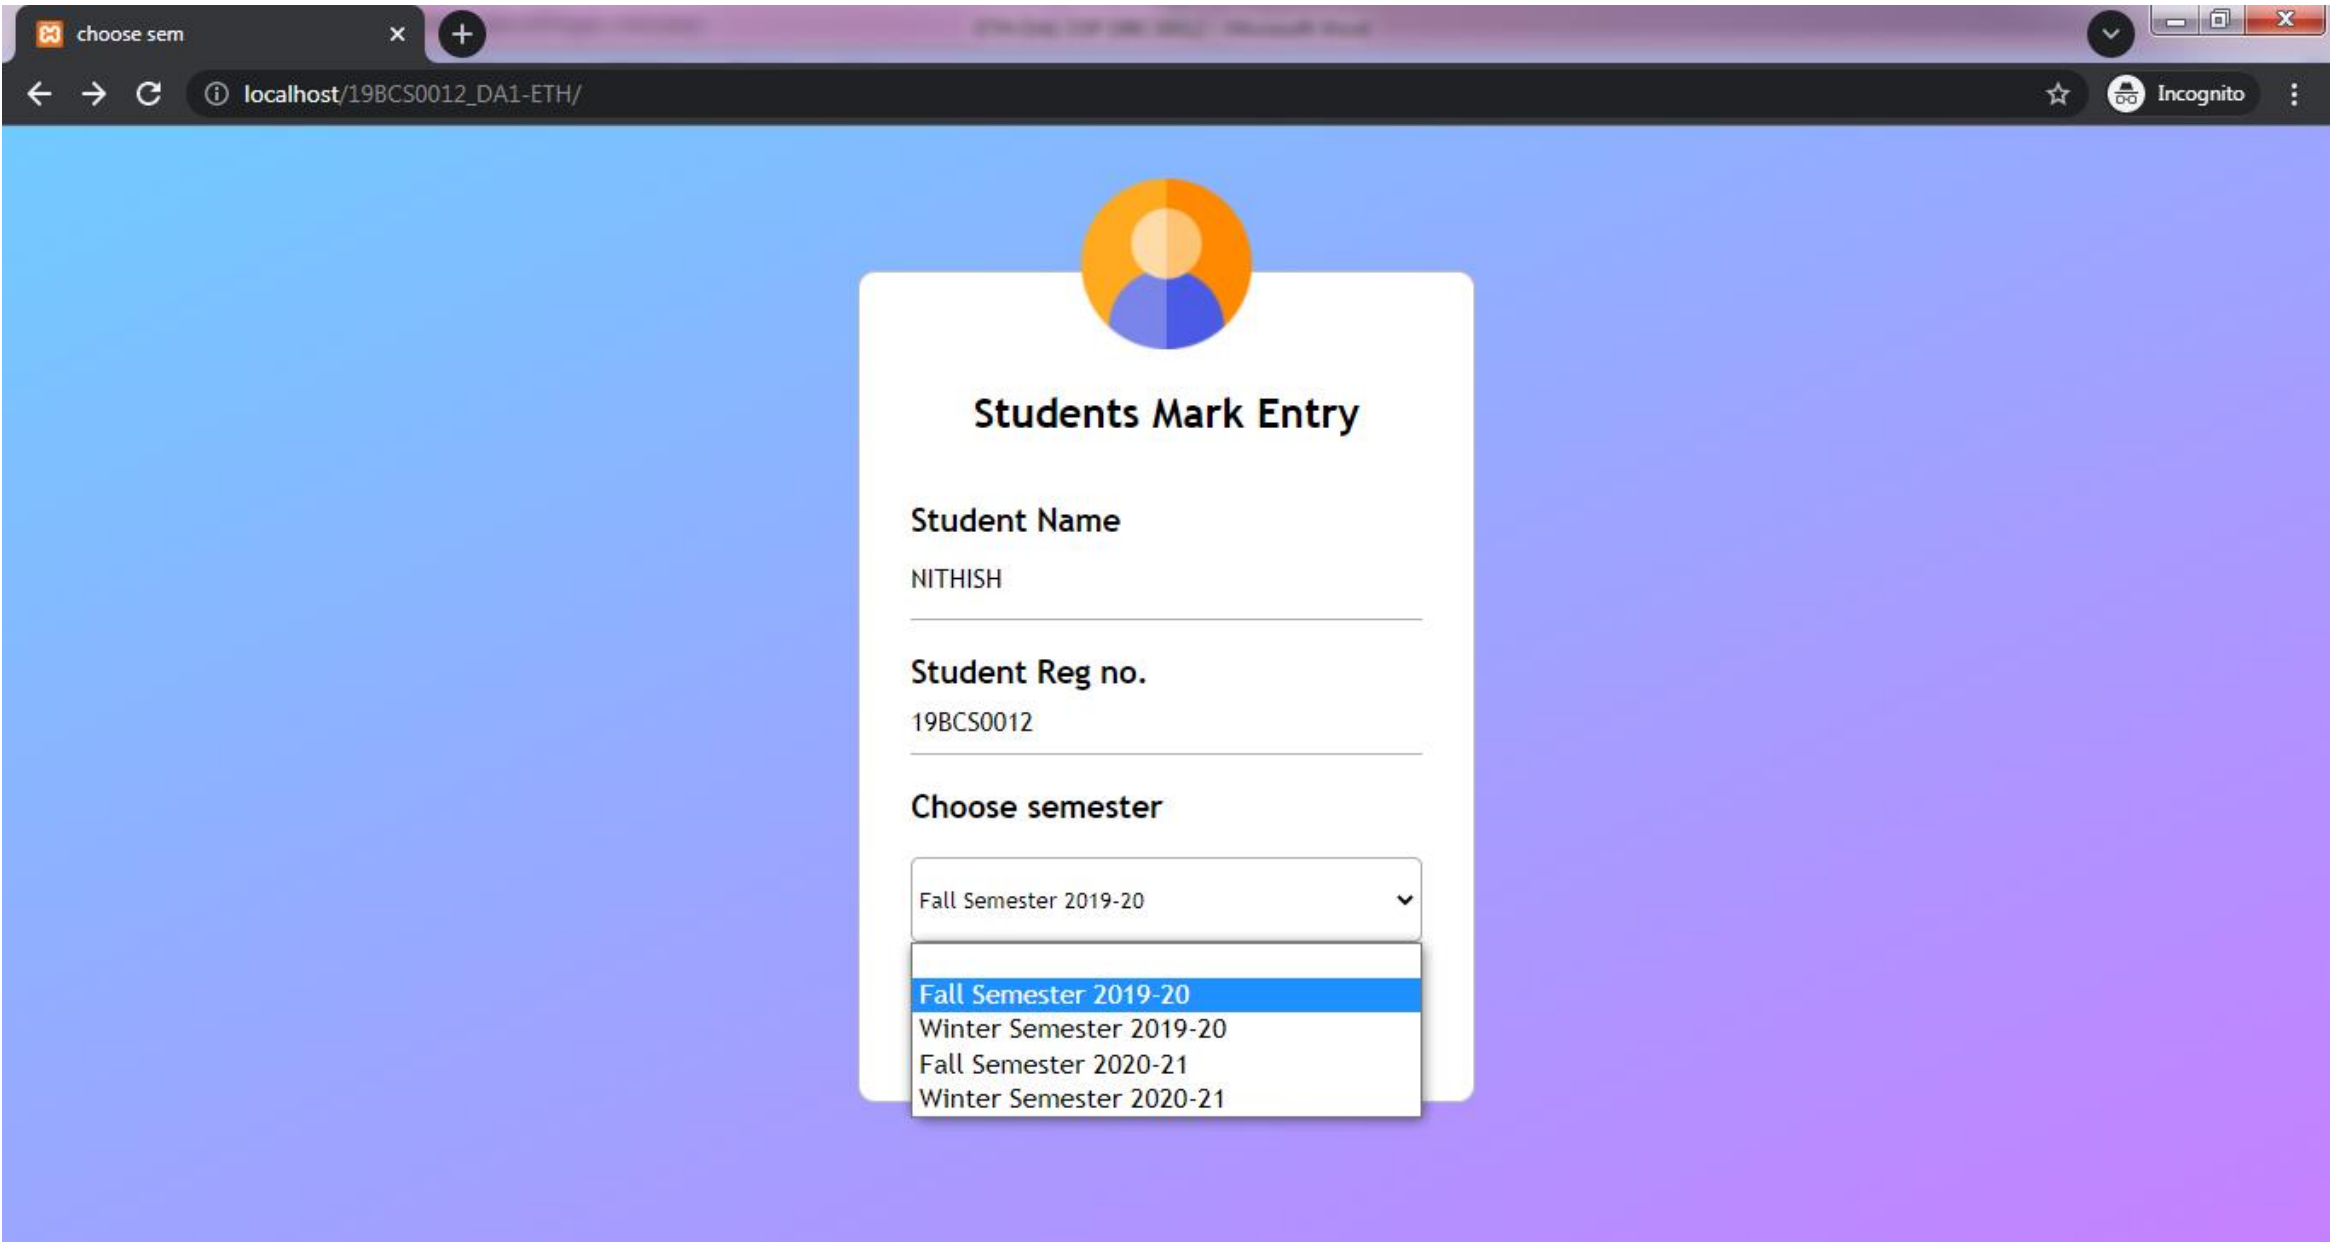 choose sem
localhost/19BCS0012_DA1-ETH/
Incognito
Students Mark Entry
Student Name
NITHISH
Student Reg no.
19BCS0012
Choose semester
Fall Semester 2019-20
Fall Semester 2019-20
Winter Semester 2019-20
Fall Semester 2020-21
Winter Semester 2020-21